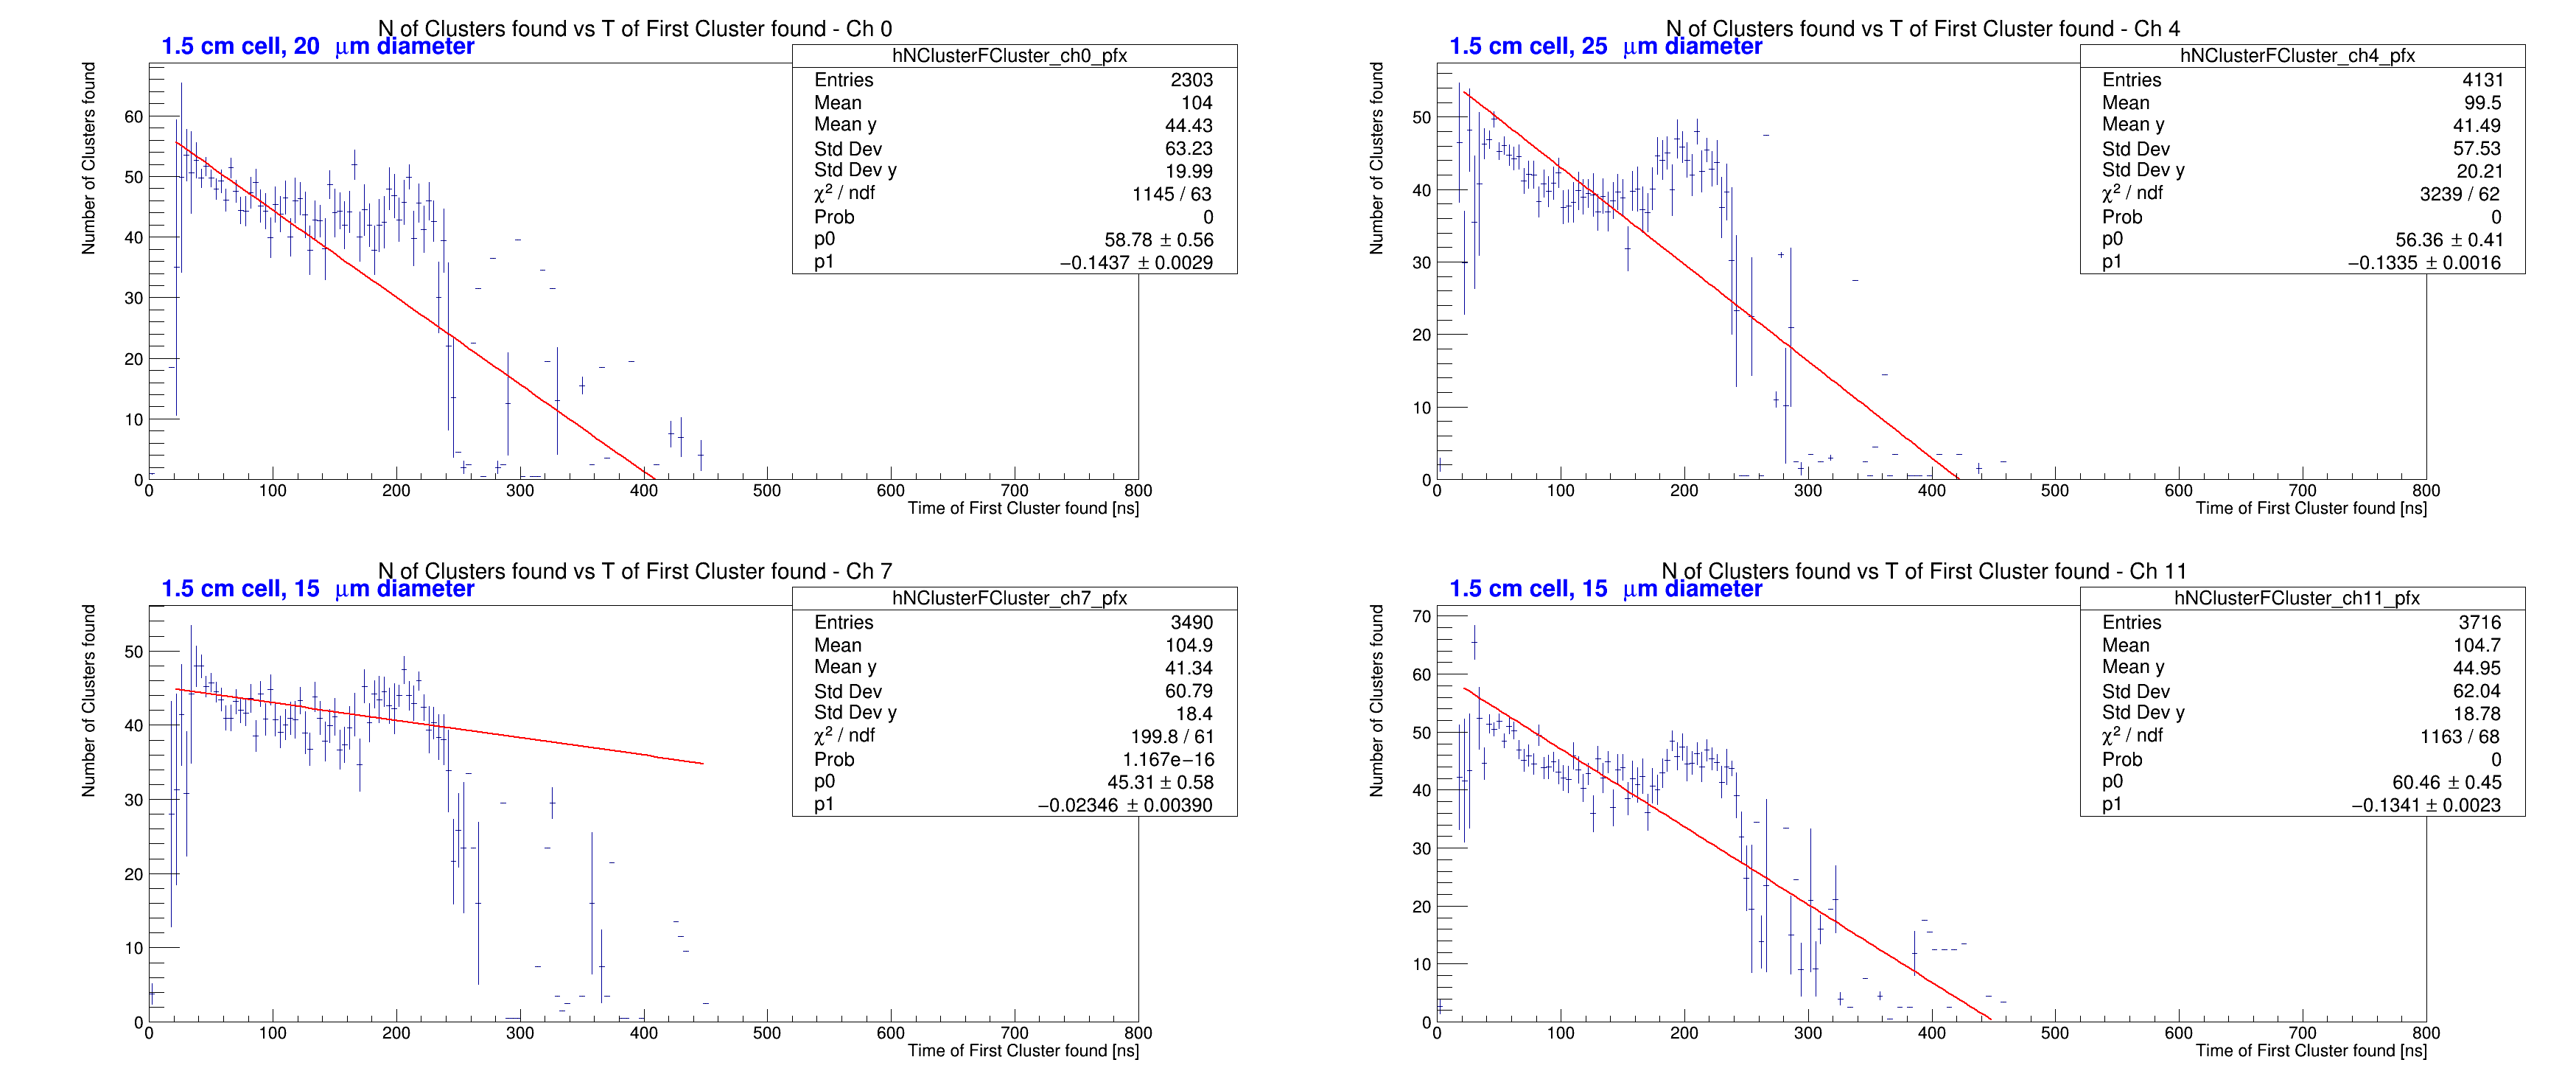 N of Clusters found vs T of First Cluster found - Ch 0
1.5 cm cell, 20 μm diameter
hNClusterFCluster_ch0_pfx
Entries 2303
Mean 104
Mean y 44.43
Std Dev 63.23
Std Dev y 19.99
χ² / ndf 1145 / 63
Prob 0
p0 58.78 ± 0.56
p1 −0.1437 ± 0.0029
Number of Clusters found
60
50
40
30
20
10
0
0 100 200 300 400 500 600 700 800
Time of First Cluster found [ns]
N of Clusters found vs T of First Cluster found - Ch 4
1.5 cm cell, 25 μm diameter
hNClusterFCluster_ch4_pfx
Entries 4131
Mean 99.5
Mean y 41.49
Std Dev 57.53
Std Dev y 20.21
χ² / ndf 3239 / 62
Prob 0
p0 56.36 ± 0.41
p1 −0.1335 ± 0.0016
Number of Clusters found
50
40
30
20
10
0
0 100 200 300 400 500 600 700 800
Time of First Cluster found [ns]
N of Clusters found vs T of First Cluster found - Ch 7
1.5 cm cell, 15 μm diameter
hNClusterFCluster_ch7_pfx
Entries 3490
Mean 104.9
Mean y 41.34
Std Dev 60.79
Std Dev y 18.4
χ² / ndf 199.8 / 61
Prob 1.167e−16
p0 45.31 ± 0.58
p1 −0.02346 ± 0.00390
Number of Clusters found
50
40
30
20
10
0
0 100 200 300 400 500 600 700 800
Time of First Cluster found [ns]
N of Clusters found vs T of First Cluster found - Ch 11
1.5 cm cell, 15 μm diameter
hNClusterFCluster_ch11_pfx
Entries 3716
Mean 104.7
Mean y 44.95
Std Dev 62.04
Std Dev y 18.78
χ² / ndf 1163 / 68
Prob 0
p0 60.46 ± 0.45
p1 −0.1341 ± 0.0023
Number of Clusters found
70
60
50
40
30
20
10
0
0 100 200 300 400 500 600 700 800
Time of First Cluster found [ns]